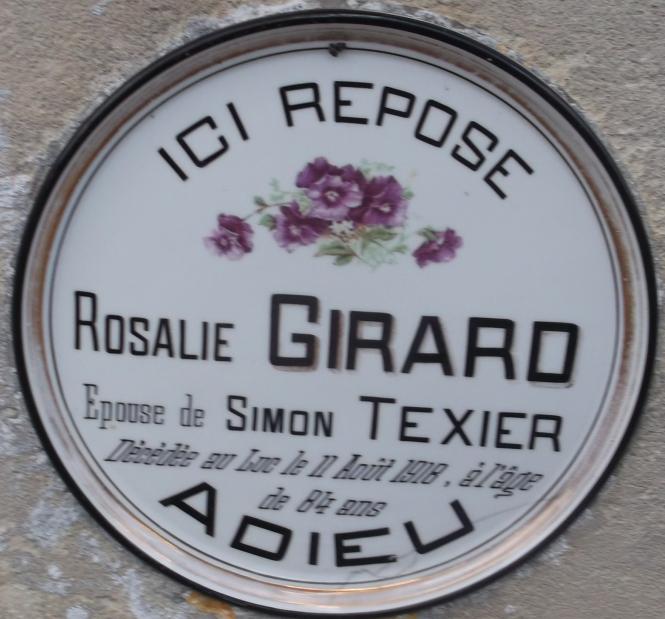 ICI REPOSE
ROSALIE GIRARD
Epouse de SIMON TEXIER
Décédée au Luc le 11 Août 1918, à l'âge
de 84 ans
ADIEU